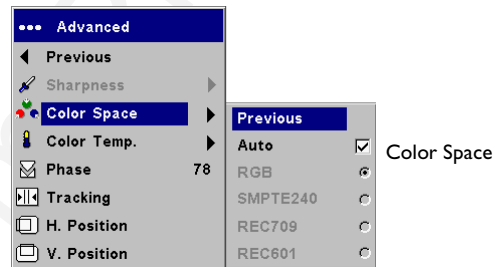 Advanced
Previous
Sharpness
Color Space
Color Temp.
Phase 78
Tracking
H. Position
V. Position
Previous
Auto
RGB
SMPTE240
REC709
REC601
Color Space